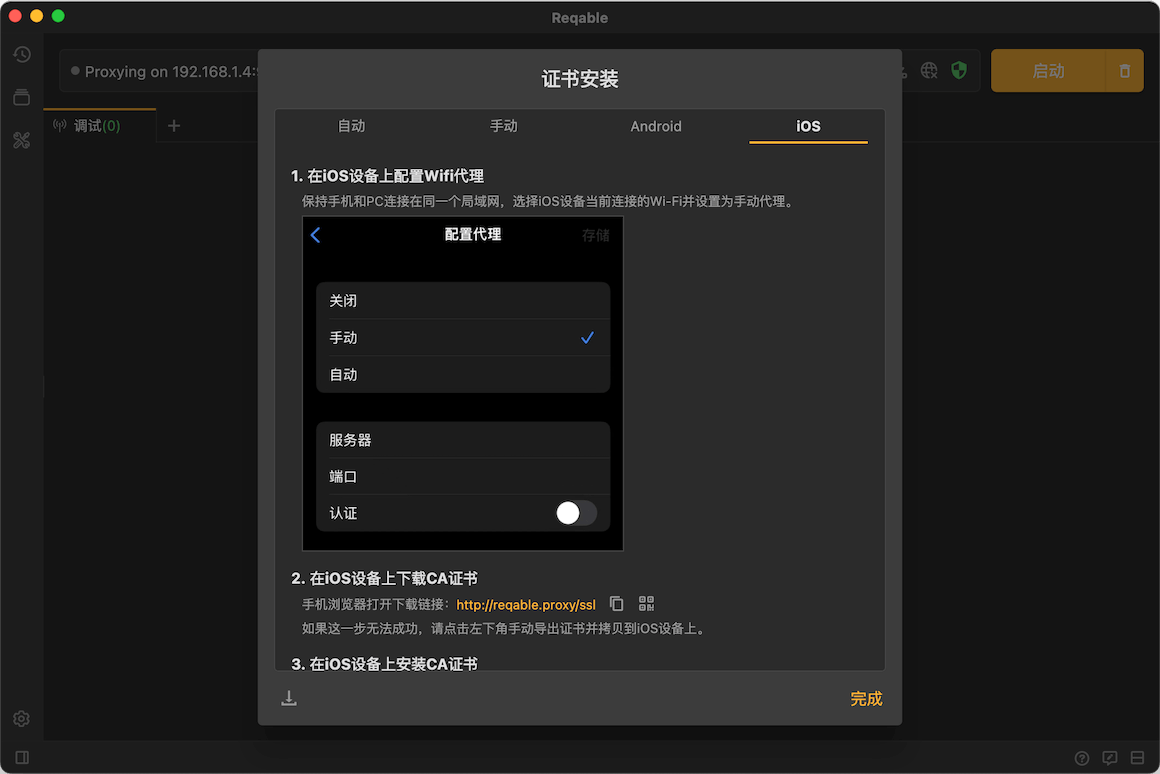 Reqable
Proxying on 192.168.1.4:
启动
调试(0)
证书安装
自动
手动
Android
iOS
1. 在iOS设备上配置Wifi代理
保持手机和PC连接在同一个局域网，选择iOS设备当前连接的Wi-Fi并设置为手动代理。
配置代理
存储
关闭
手动
自动
服务器
端口
认证
2. 在iOS设备上下载CA证书
手机浏览器打开下载链接：http://reqable.proxy/ssl
如果这一步无法成功，请点击左下角手动导出证书并拷贝到iOS设备上。
3. 在iOS设备上安装CA证书
完成